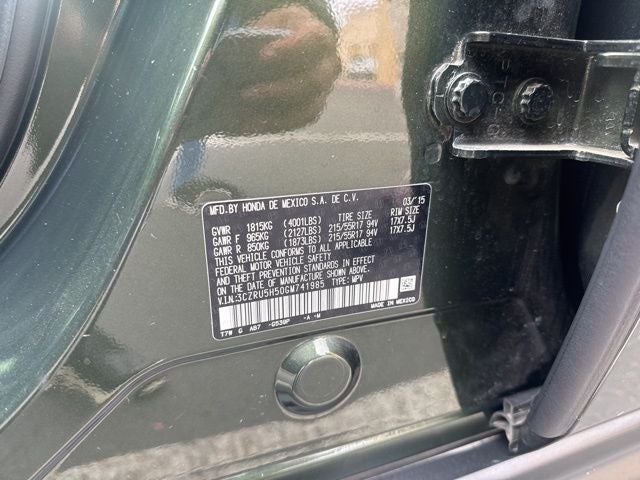 MFD.BY HONDA DE MEXICO S.A. DE C.V. 03/15
GVWR 1815KG (4001LBS) TIRE SIZE RIM SIZE
GAWR F 965KG (2127LBS) 215/55R17 94V 17X7.5J
GAWR R 850KG (1873LBS) 215/55R17 94V 17X7.5J
THIS VEHICLE CONFORMS TO ALL APPLICABLE
FEDERAL MOTOR VEHICLE SAFETY
AND THEFT PREVENTION STANDARDS IN EFFECT
ON THE DATE OF MANUFACTURE SHOWN ABOVE.
V.I.N.:3CZRU5H50GM741985 TYPE: MPV
T7W G AB7 -G530P -A -M MADE IN MEXICO